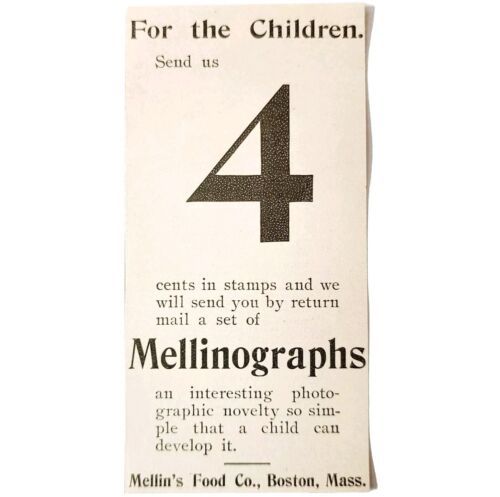 For the Children.
Send us
4
cents in stamps and we
will send you by return
mail a set of
Mellinographs
an interesting photo-
graphic novelty so sim-
ple that a child can
develop it.
Mellin's Food Co., Boston, Mass.